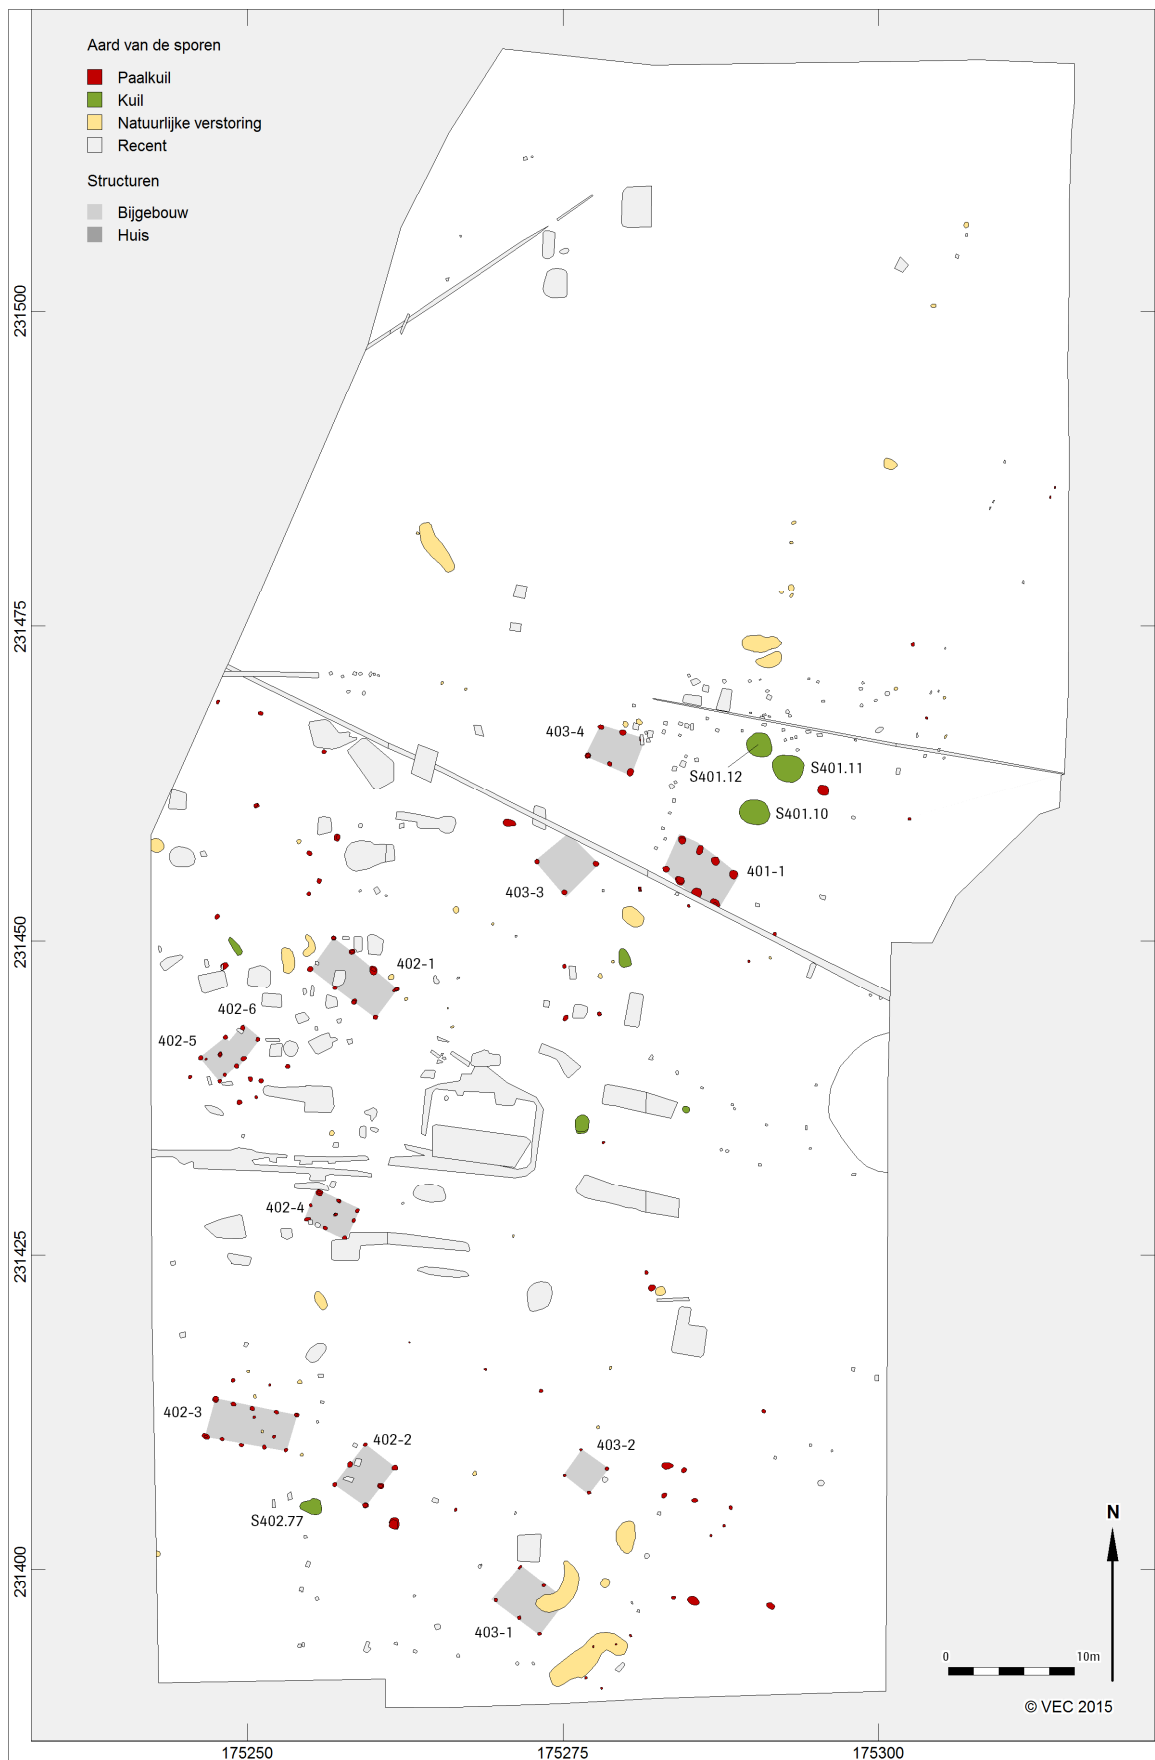 Aard van de sporen
Paalkuil
Kuil
Natuurlijke verstoring
Recent
Structuren
Bijgebouw
Huis
231500
231475
231450
231425
231400
403-4
S401.12
S401.11
S401.10
401-1
403-3
402-1
402-6
402-5
402-4
402-3
402-2
403-2
S402.77
403-1
N
0 10m
© VEC 2015
175250 175275 175300